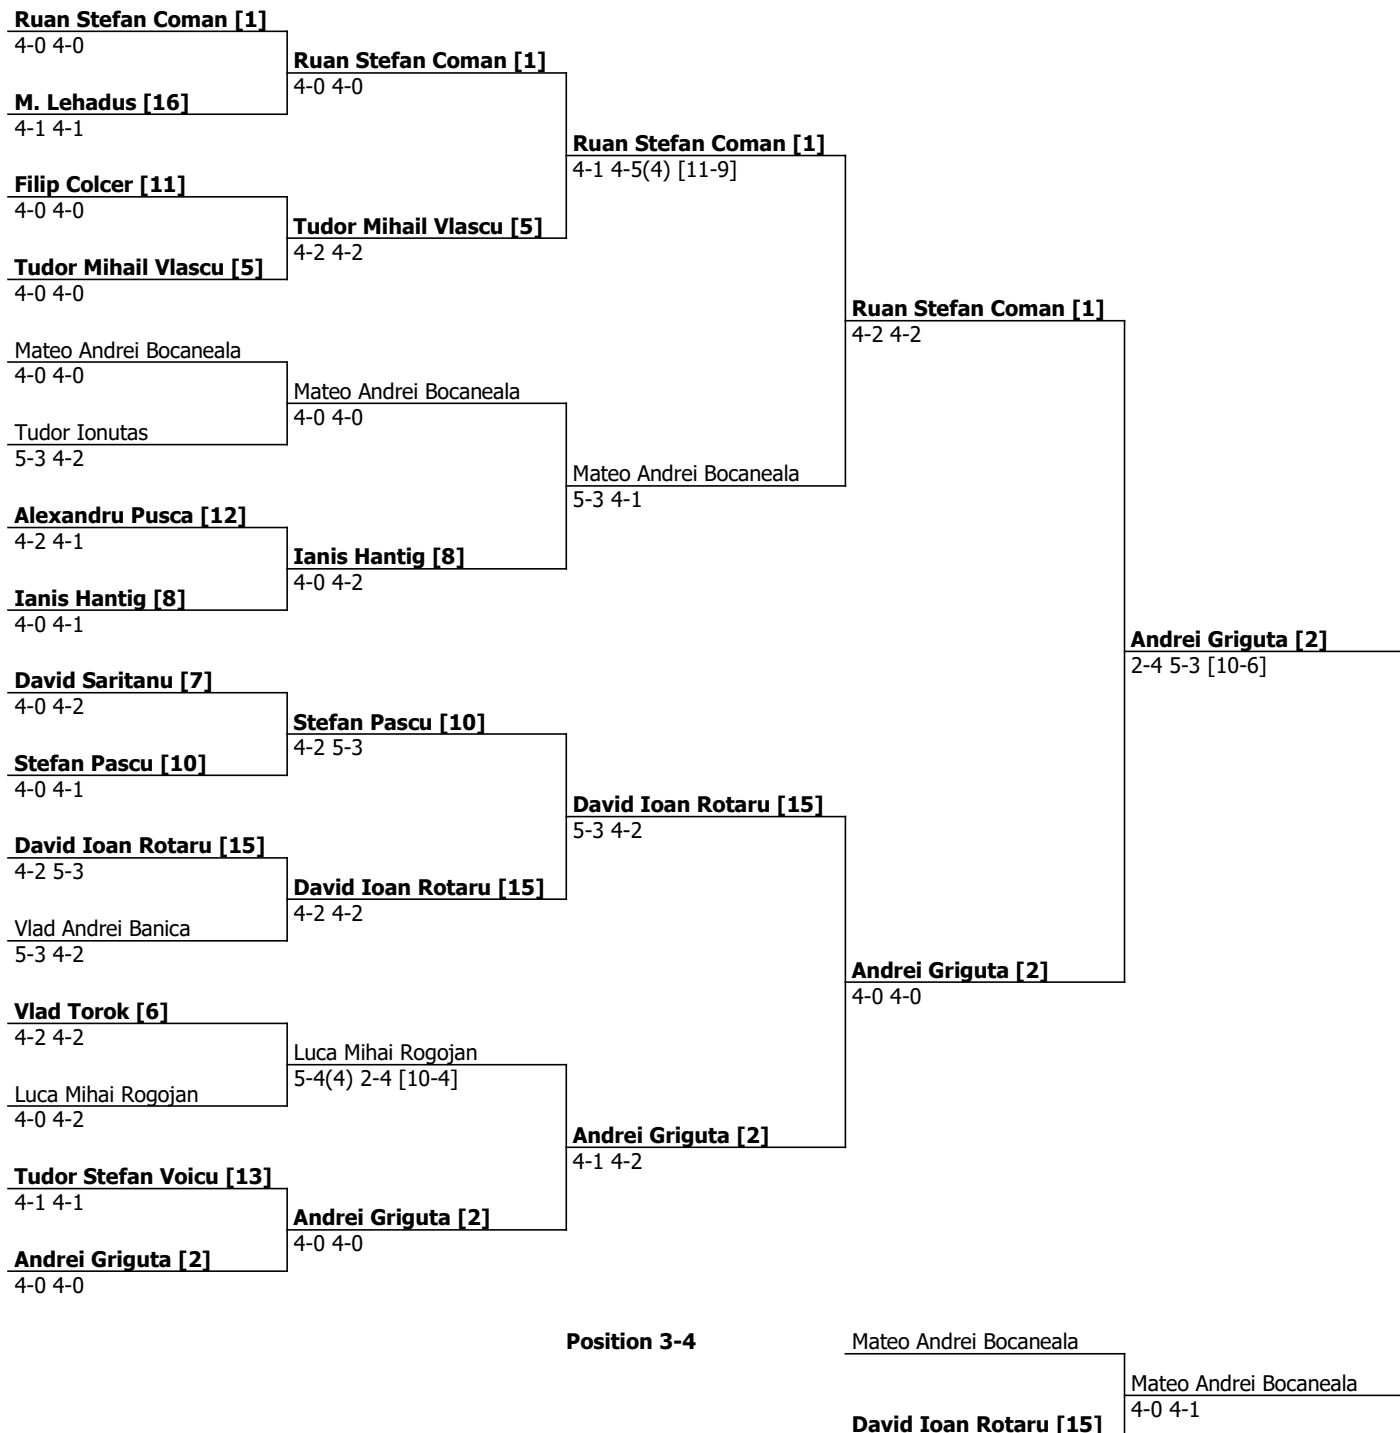 Ruan Stefan Coman [1]
4-0 4-0
M. Lehadus [16]
4-1 4-1
Filip Colcer [11]
4-0 4-0
Tudor Mihail Vlascu [5]
4-0 4-0
Mateo Andrei Bocaneala
4-0 4-0
Tudor Ionutas
5-3 4-2
Alexandru Pusca [12]
4-2 4-1
Ianis Hantig [8]
4-0 4-1
David Saritanu [7]
4-0 4-2
Stefan Pascu [10]
4-0 4-1
David Ioan Rotaru [15]
4-2 5-3
Vlad Andrei Banica
5-3 4-2
Vlad Torok [6]
4-2 4-2
Luca Mihai Rogojan
4-0 4-2
Tudor Stefan Voicu [13]
4-1 4-1
Andrei Griguta [2]
4-0 4-0
Ruan Stefan Coman [1]
4-0 4-0
Tudor Mihail Vlascu [5]
4-2 4-2
Mateo Andrei Bocaneala
4-0 4-0
Ianis Hantig [8]
4-0 4-2
Stefan Pascu [10]
4-2 5-3
David Ioan Rotaru [15]
4-2 4-2
Luca Mihai Rogojan
5-4(4) 2-4 [10-4]
Andrei Griguta [2]
4-0 4-0
Ruan Stefan Coman [1]
4-1 4-5(4) [11-9]
Mateo Andrei Bocaneala
5-3 4-1
David Ioan Rotaru [15]
5-3 4-2
Andrei Griguta [2]
4-1 4-2
Ruan Stefan Coman [1]
4-2 4-2
Andrei Griguta [2]
4-0 4-0
Andrei Griguta [2]
2-4 5-3 [10-6]
Position 3-4
Mateo Andrei Bocaneala
David Ioan Rotaru [15]
Mateo Andrei Bocaneala
4-0 4-1